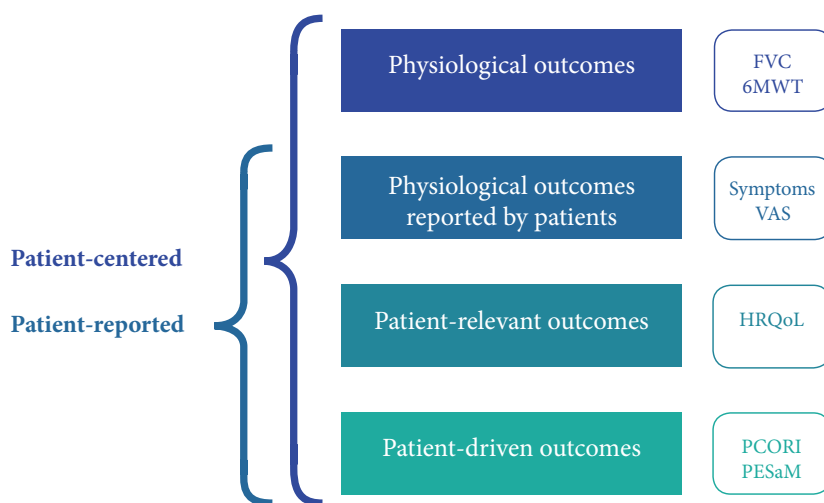 Physiological outcomes
FVC
6MWT
Physiological outcomes
reported by patients
Symptoms
VAS
Patient-centered
Patient-reported
Patient-relevant outcomes
HRQoL
Patient-driven outcomes
PCORI
PESaM